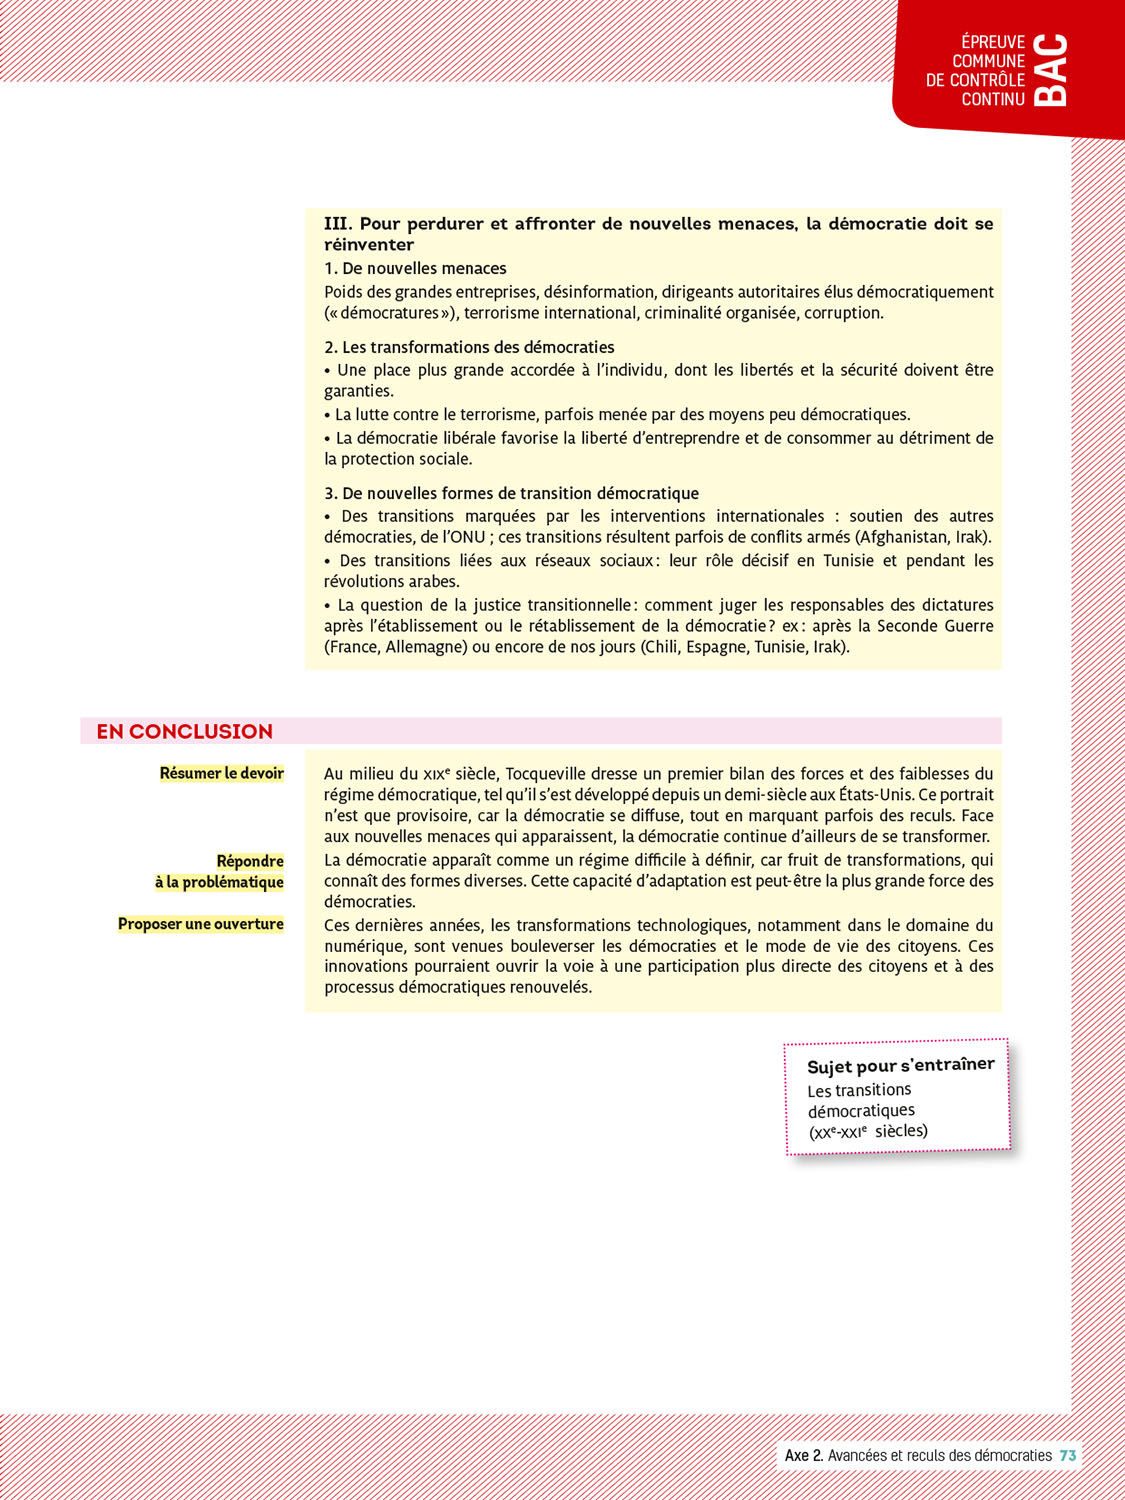 ÉPREUVE
COMMUNE
DE CONTRÔLE
CONTINU
BAC
III. Pour perdurer et affronter de nouvelles menaces, la démocratie doit se
réinventer
1. De nouvelles menaces
Poids des grandes entreprises, désinformation, dirigeants autoritaires élus démocratiquement
(« démocratures »), terrorisme international, criminalité organisée, corruption.
2. Les transformations des démocraties
• Une place plus grande accordée à l'individu, dont les libertés et la sécurité doivent être
garanties.
• La lutte contre le terrorisme, parfois menée par des moyens peu démocratiques.
• La démocratie libérale favorise la liberté d'entreprendre et de consommer au détriment de
la protection sociale.
3. De nouvelles formes de transition démocratique
• Des transitions marquées par les interventions internationales : soutien des autres
démocraties, de l'ONU ; ces transitions résultent parfois de conflits armés (Afghanistan, Irak).
• Des transitions liées aux réseaux sociaux : leur rôle décisif en Tunisie et pendant les
révolutions arabes.
• La question de la justice transitionnelle : comment juger les responsables des dictatures
après l'établissement ou le rétablissement de la démocratie ? ex : après la Seconde Guerre
(France, Allemagne) ou encore de nos jours (Chili, Espagne, Tunisie, Irak).
EN CONCLUSION
Résumer le devoir
Au milieu du XIXe siècle, Tocqueville dresse un premier bilan des forces et des faiblesses du
régime démocratique, tel qu'il s'est développé depuis un demi-siècle aux États-Unis. Ce portrait
n'est que provisoire, car la démocratie se diffuse, tout en marquant parfois des reculs. Face
aux nouvelles menaces qui apparaissent, la démocratie continue d'ailleurs de se transformer.
Répondre
à la problématique
La démocratie apparaît comme un régime difficile à définir, car fruit de transformations, qui
connaît des formes diverses. Cette capacité d'adaptation est peut-être la plus grande force des
démocraties.
Proposer une ouverture
Ces dernières années, les transformations technologiques, notamment dans le domaine du
numérique, sont venues bouleverser les démocraties et le mode de vie des citoyens. Ces
innovations pourraient ouvrir la voie à une participation plus directe des citoyens et à des
processus démocratiques renouvelés.
Sujet pour s'entraîner
Les transitions
démocratiques
(XXe-XXIe siècles)
Axe 2. Avancées et reculs des démocraties 73